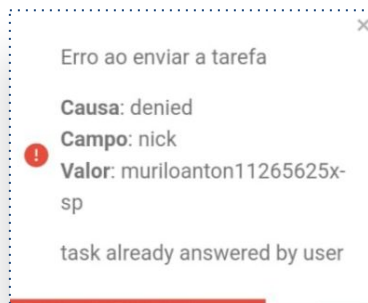 Erro ao enviar a tarefa
Causa: denied
Campo: nick
Valor: muriloanton11265625x-
sp
task already answered by user